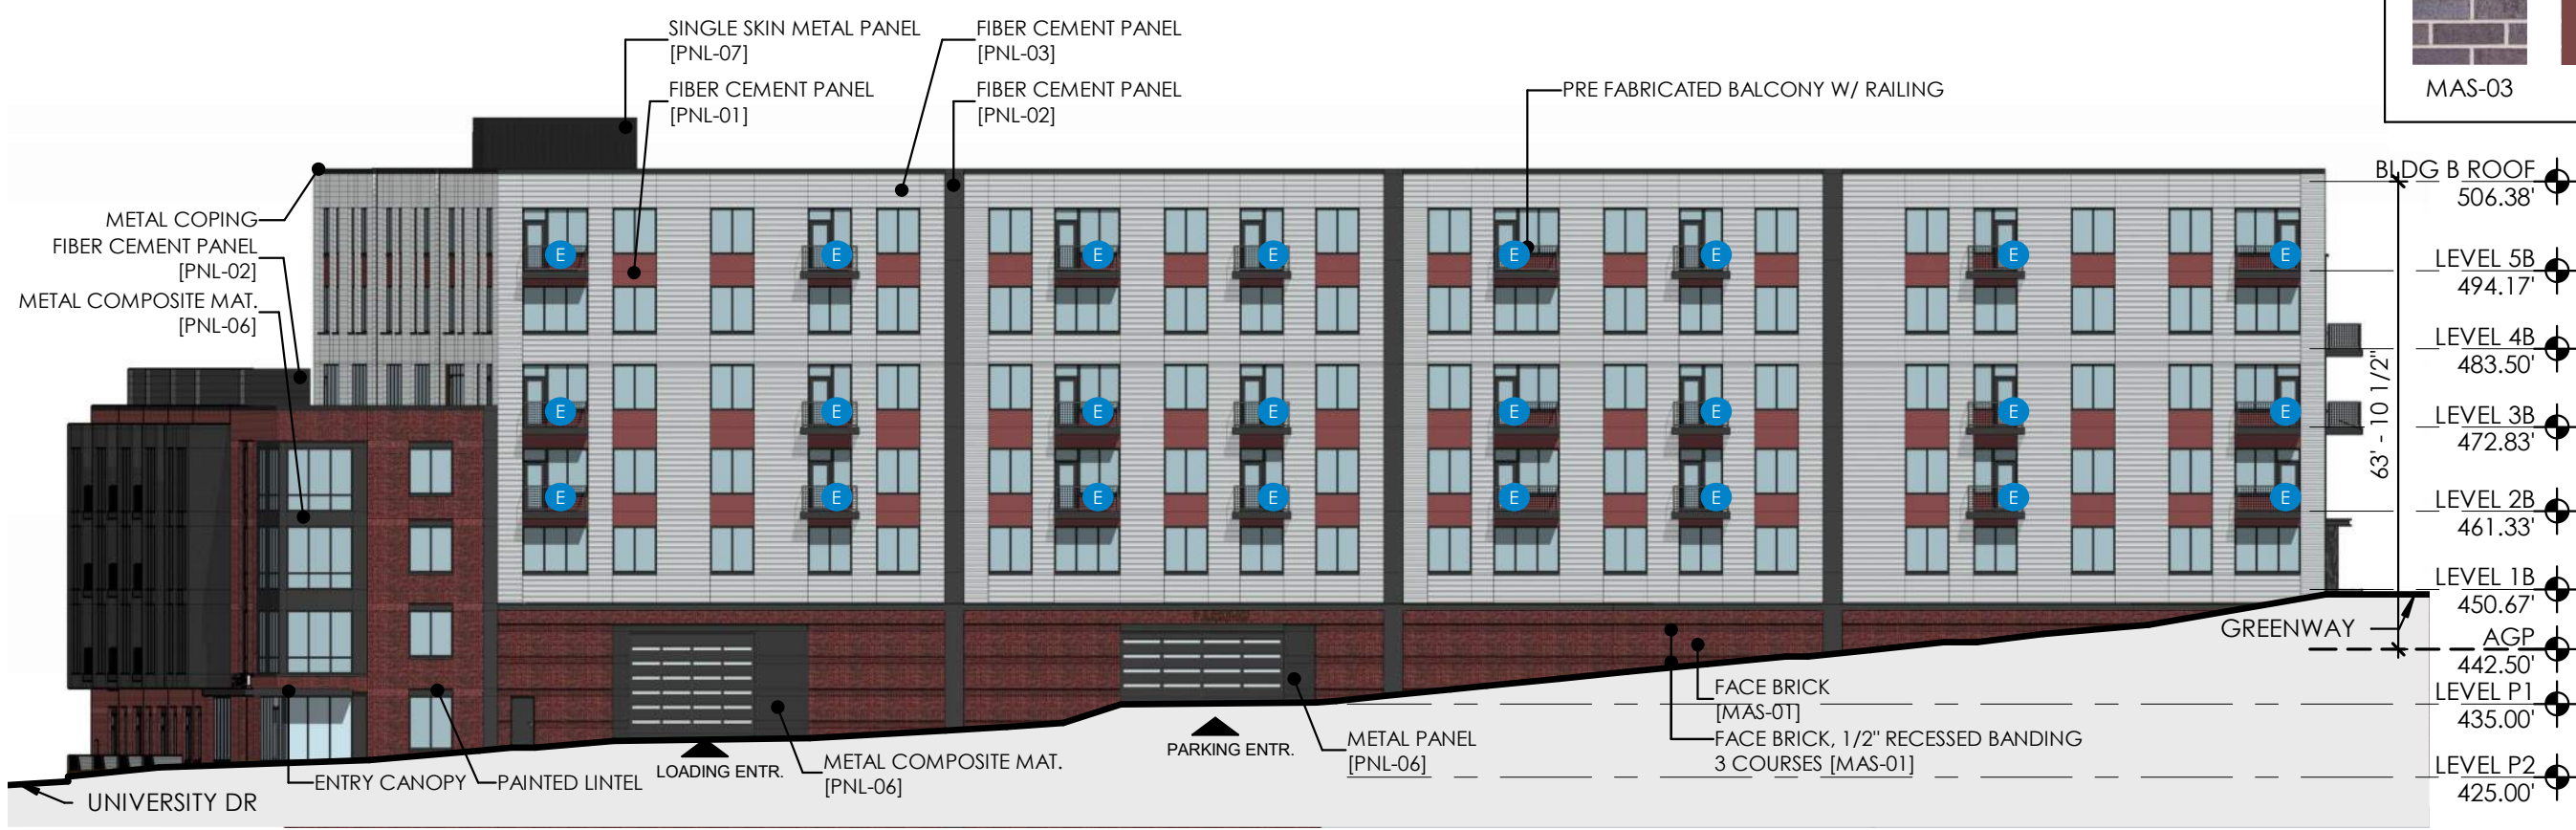 SINGLE SKIN METAL PANEL
[PNL-07]
FIBER CEMENT PANEL
[PNL-03]
FIBER CEMENT PANEL
[PNL-01]
FIBER CEMENT PANEL
[PNL-02]
PRE FABRICATED BALCONY W/ RAILING
MAS-03
METAL COPING
FIBER CEMENT PANEL
[PNL-02]
METAL COMPOSITE MAT.
[PNL-06]
E E E E E E E E
E E E E E E E E
E E E E E E E E
BLDG B ROOF
506.38'
LEVEL 5B
494.17'
LEVEL 4B
483.50'
LEVEL 3B
472.83'
LEVEL 2B
461.33'
LEVEL 1B
450.67'
AGP
442.50'
LEVEL P1
435.00'
LEVEL P2
425.00'
63' - 10 1/2"
GREENWAY
PARKING
FACE BRICK
[MAS-01]
FACE BRICK, 1/2" RECESSED BANDING
3 COURSES [MAS-01]
METAL PANEL
[PNL-06]
PARKING ENTR.
METAL COMPOSITE MAT.
[PNL-06]
LOADING ENTR.
PAINTED LINTEL
ENTRY CANOPY
UNIVERSITY DR